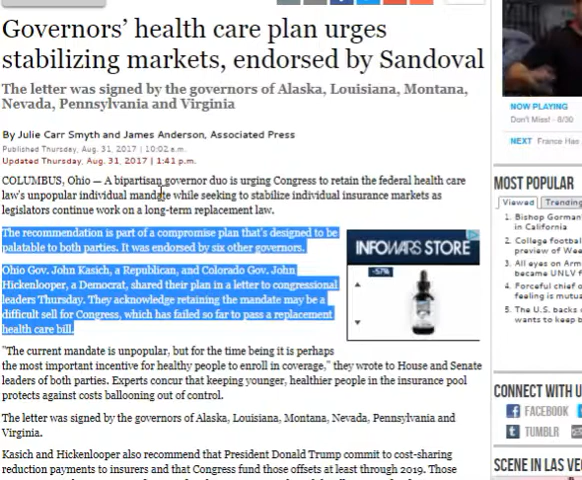 Governors' health care plan urges
stabilizing markets, endorsed by Sandoval
The letter was signed by the governors of Alaska, Louisiana, Montana,
Nevada, Pennsylvania and Virginia
By Julie Carr Smyth and James Anderson, Associated Press
Published Thursday, Aug. 31, 2017 | 10:02 a.m.
Updated Thursday, Aug. 31, 2017 | 1:41 p.m.
COLUMBUS, Ohio — A bipartisan governor duo is urging Congress to retain the federal health care
law's unpopular individual mandate while seeking to stabilize individual insurance markets as
legislators continue work on a long-term replacement law.
The recommendation is part of a compromise plan that's designed to be
palatable to both parties. It was endorsed by six other governors.
Ohio Gov. John Kasich, a Republican, and Colorado Gov. John
Hickenlooper, a Democrat, shared their plan in a letter to congressional
leaders Thursday. They acknowledge retaining the mandate may be a
difficult sell for Congress, which has failed so far to pass a replacement
health care bill.
INFOWARS STORE
-57%
"The current mandate is unpopular, but for the time being it is perhaps
the most important incentive for healthy people to enroll in coverage," they wrote to House and Senate
leaders of both parties. Experts concur that keeping younger, healthier people in the insurance pool
protects against costs ballooning out of control.
The letter was signed by the governors of Alaska, Louisiana, Montana, Nevada, Pennsylvania and
Virginia.
Kasich and Hickenlooper also recommend that President Donald Trump commit to cost-sharing
reduction payments to insurers and that Congress fund those offsets at least through 2019. Those
NOW PLAYING
Don't Miss! - 8/30
NEXT France Has
MOST POPULAR
Viewed Trending
1. Bishop Gorman
in California
2. College footba
preview of We
3. All eyes on Arm
became UNLV f
4. Forceful chief o
feeling is mutua
5. The U.S. backs
wants to keep b
CONNECT WITH U
FACEBOOK
TUMBLR
SCENE IN LAS VE